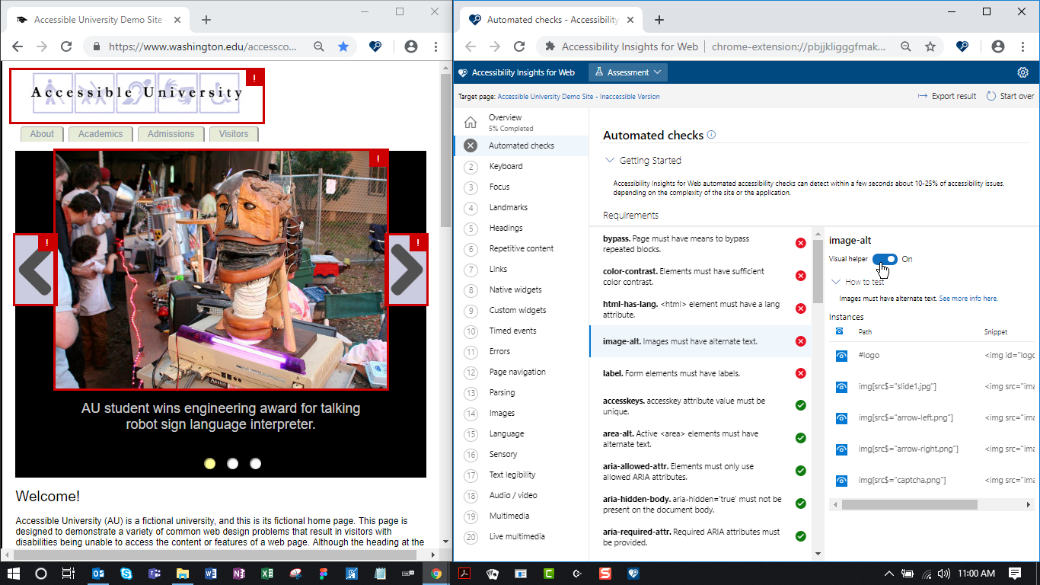 Accessible University Demo Site
https://www.washington.edu/accessco...
Accessible University
About
Academics
Admissions
Visitors
AU student wins engineering award for talking
robot sign language interpreter.
Welcome!
Accessible University (AU) is a fictional university, and this is its fictional home page. This page is
designed to demonstrate a variety of common web design problems that result in visitors with
disabilities being unable to access the content or features of a web page. Although the heading at the
Automated checks - Accessibility
Accessibility Insights for Web
chrome-extension://pbjjkligggfmak...
Accessibility Insights for Web
Assessment
Target page: Accessible University Demo Site - Inaccessible Version
Export result
Start over
Overview
5% Completed
Automated checks
2 Keyboard
3 Focus
4 Landmarks
5 Headings
6 Repetitive content
7 Links
8 Native widgets
9 Custom widgets
10 Timed events
11 Errors
12 Page navigation
13 Parsing
14 Images
15 Language
16 Sensory
17 Text legibility
18 Audio / video
19 Multimedia
20 Live multimedia
Automated checks
Getting Started
Accessibility Insights for Web automated accessibility checks can detect within a few seconds about 10-25% of accessibility issues,
depending on the complexity of the site or the application.
Requirements
bypass. Page must have means to bypass
repeated blocks.
color-contrast. Elements must have sufficient
color contrast.
html-has-lang. <html> element must have a lang
attribute.
image-alt. Images must have alternate text.
label. Form elements must have labels.
accesskeys. accesskey attribute value must be
unique.
area-alt. Active <area> elements must have
alternate text.
aria-allowed-attr. Elements must only use
allowed ARIA attributes.
aria-hidden-body. aria-hidden='true' must not be
present on the document body.
aria-required-attr. Required ARIA attributes must
be provided.
image-alt
Visual helper
On
How to test
Images must have alternate text. See more info here.
Instances
Path
Snippet
#logo
<img id="logo
img[src$="slide1.jpg"]
<img src="ima
img[src$="arrow-left.png"]
<img src="ima
img[src$="arrow-right.png"]
<img src="ima
img[src$="captcha.png"]
<img src="ima
11:00 AM